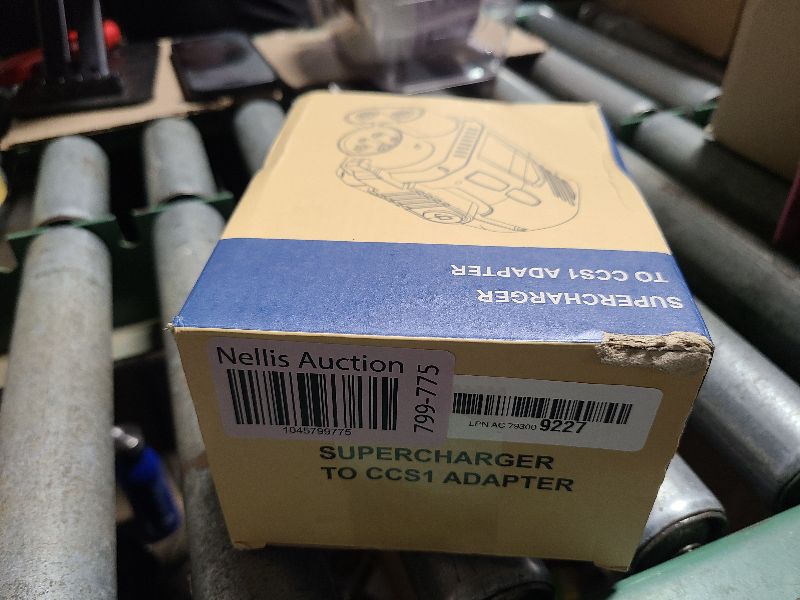 SUPERCHARGER
TO CCS1 ADAPTER
Nellis Auction
1045799775
799-775
LPN AC 79300 9227
SUPERCHARGER
TO CCS1 ADAPTER